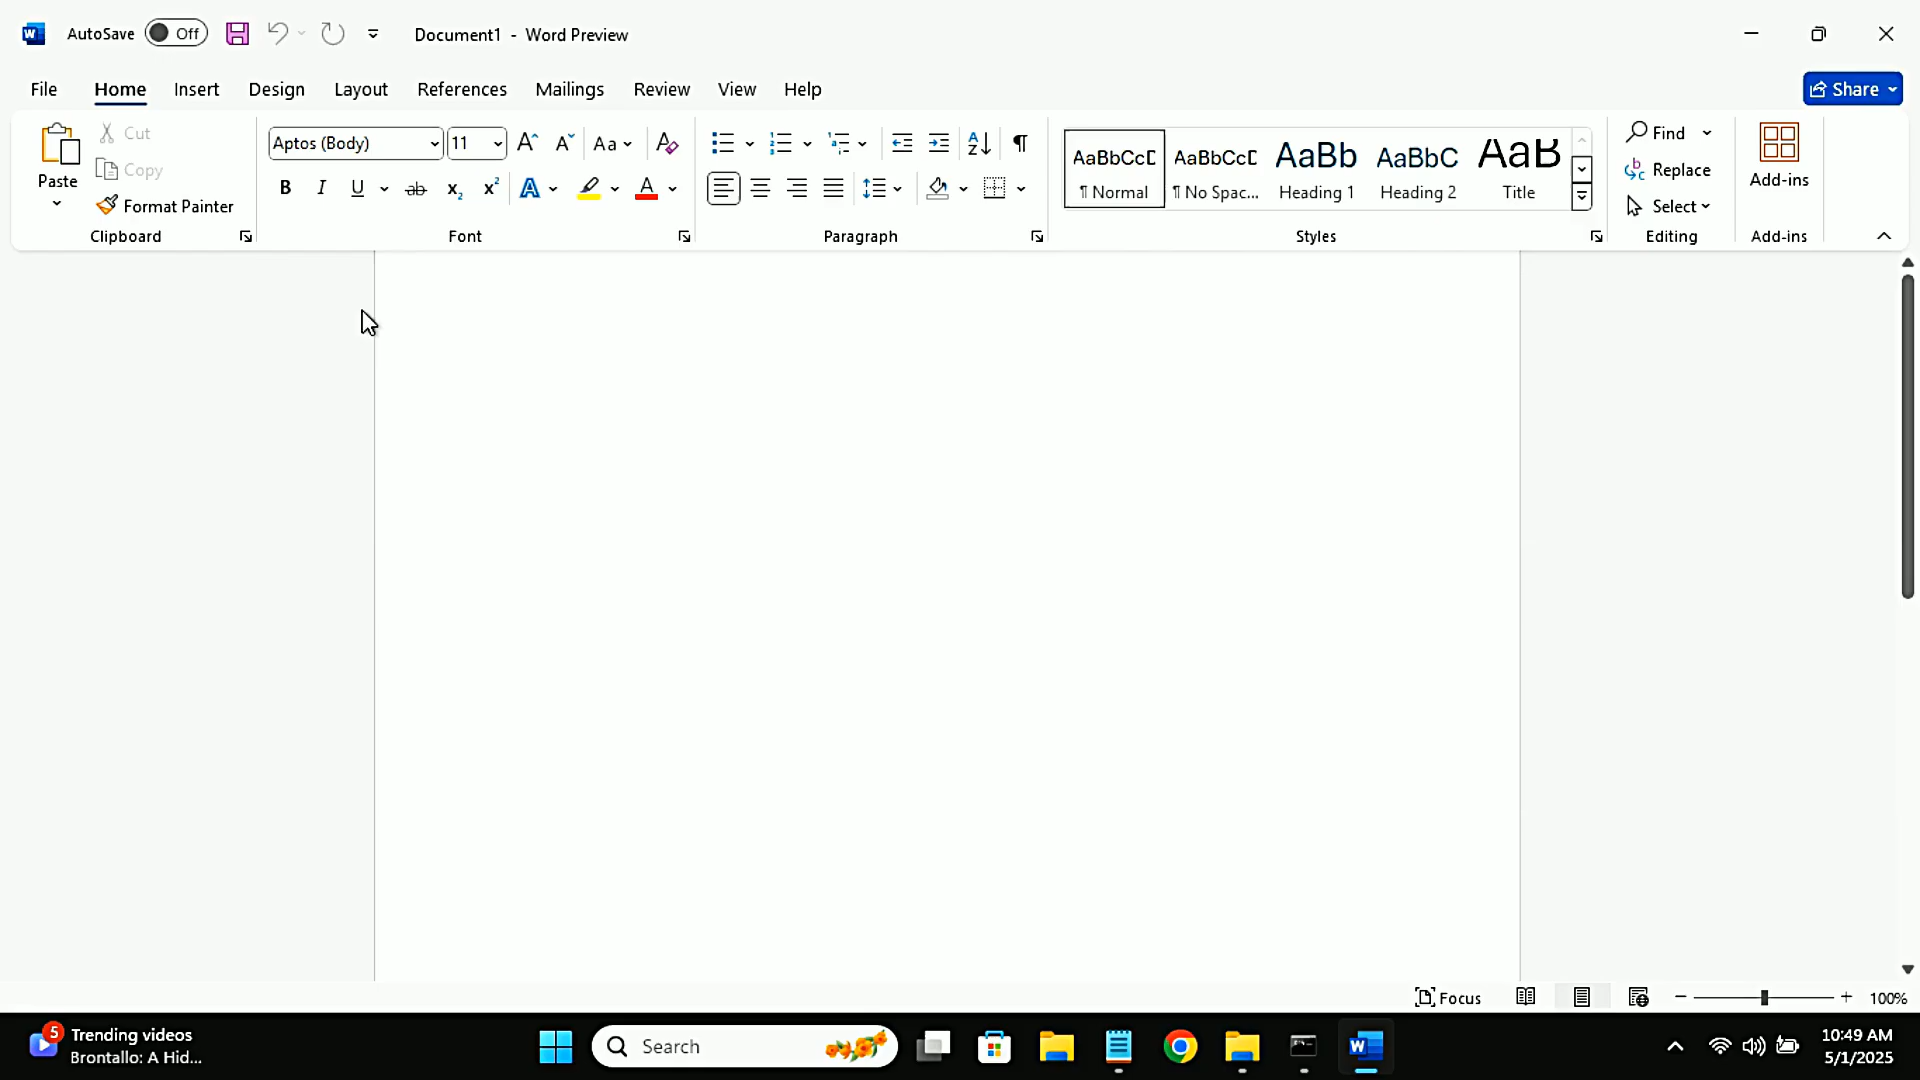 AutoSave Off Document1 - Word Preview
File Home Insert Design Layout References Mailings Review View Help Share
Paste
Cut
Copy
Format Painter
Clipboard
Aptos (Body) 11
Font
Paragraph
AaBbCcD AaBbCcD AaBb AaBbC AaB
¶ Normal ¶ No Spac... Heading 1 Heading 2 Title
Styles
Find
Replace
Select
Editing
Add-ins
Add-ins
Focus 100%
5
Trending videos
Brontallo: A Hid...
Search
10:49 AM
5/1/2025